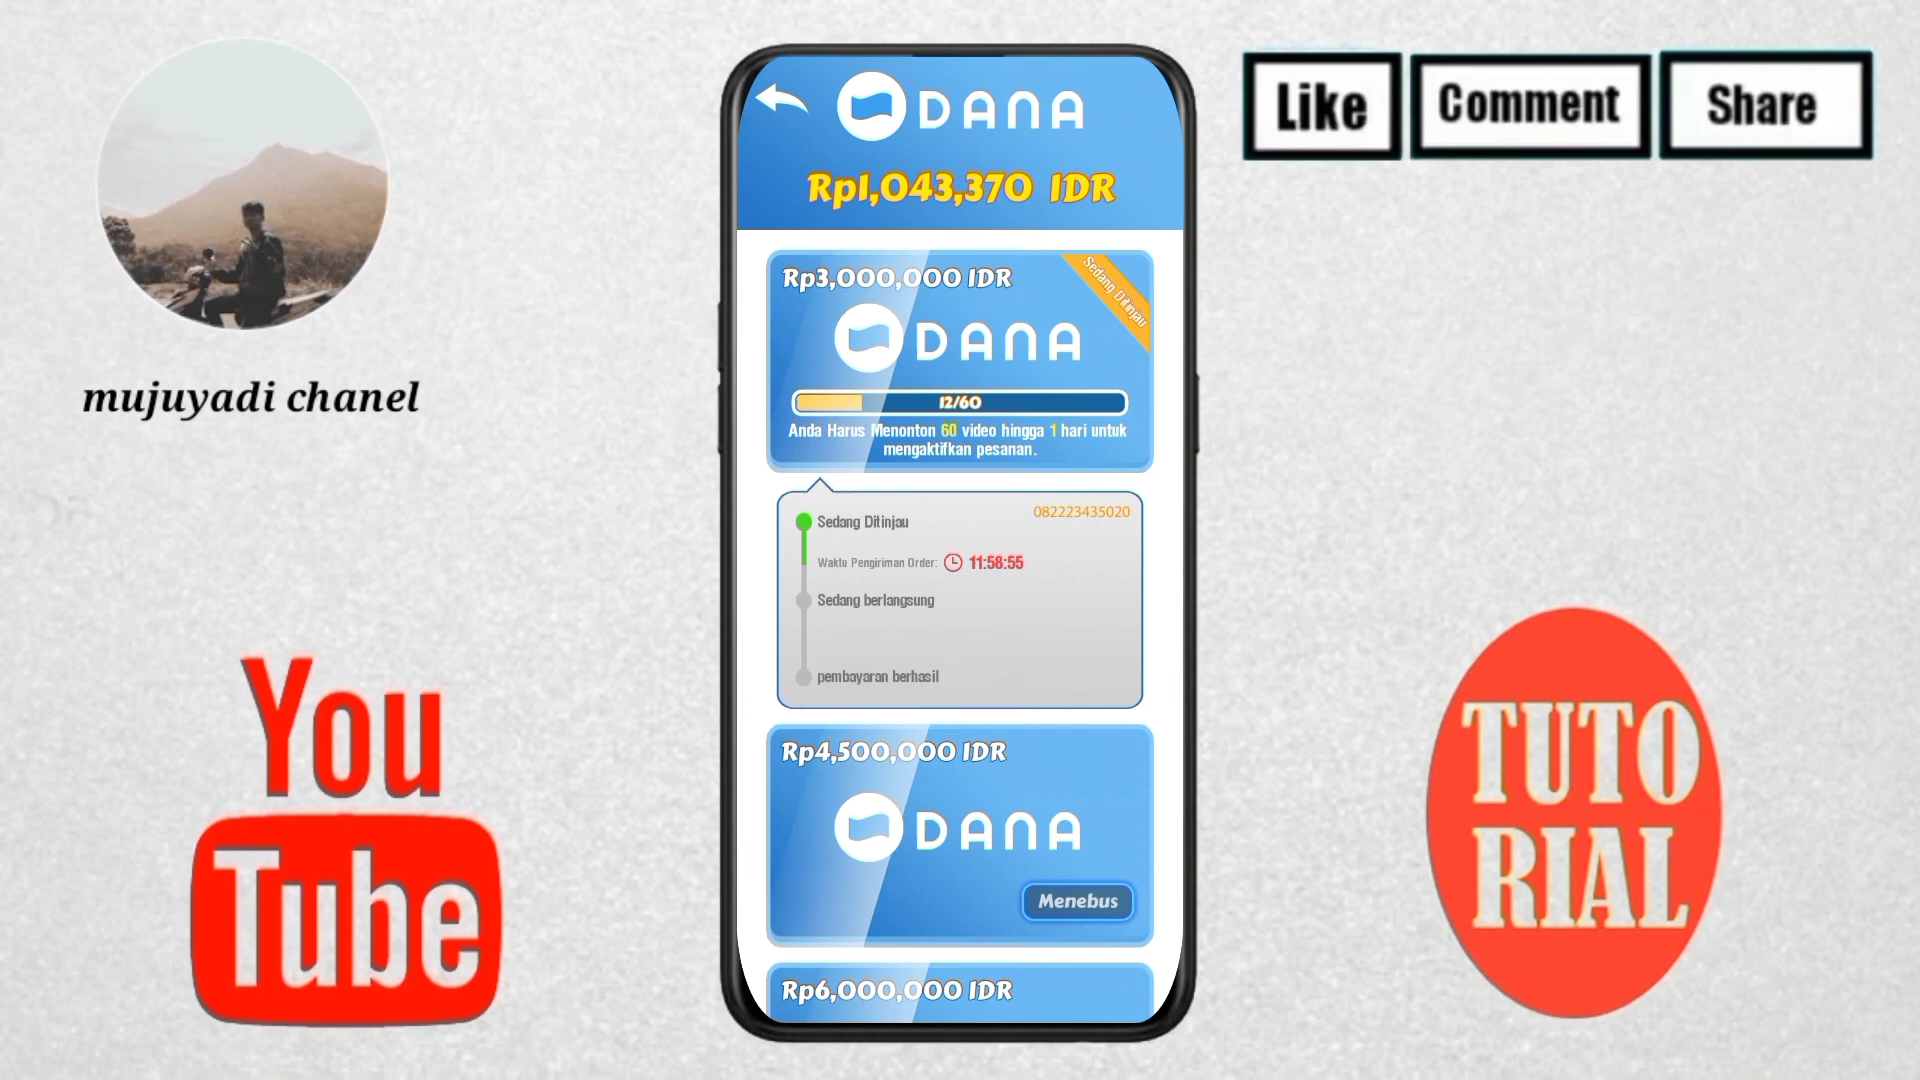 mujuyadi chanel
You
Tube
DANA
Rp1,043,370 IDR
Rp3,000,000 IDR
Sedang Ditinjau
DANA
12/60
Anda Harus Menonton 60 video hingga 1 hari untuk
mengaktifkan pesanan.
082223435020
Sedang Ditinjau
Waktu Pengiriman Order: 11:58:55
Sedang berlangsung
pembayaran berhasil
Rp4,500,000 IDR
DANA
Menebus
Rp6,000,000 IDR
Like
Comment
Share
TUTO
RIAL